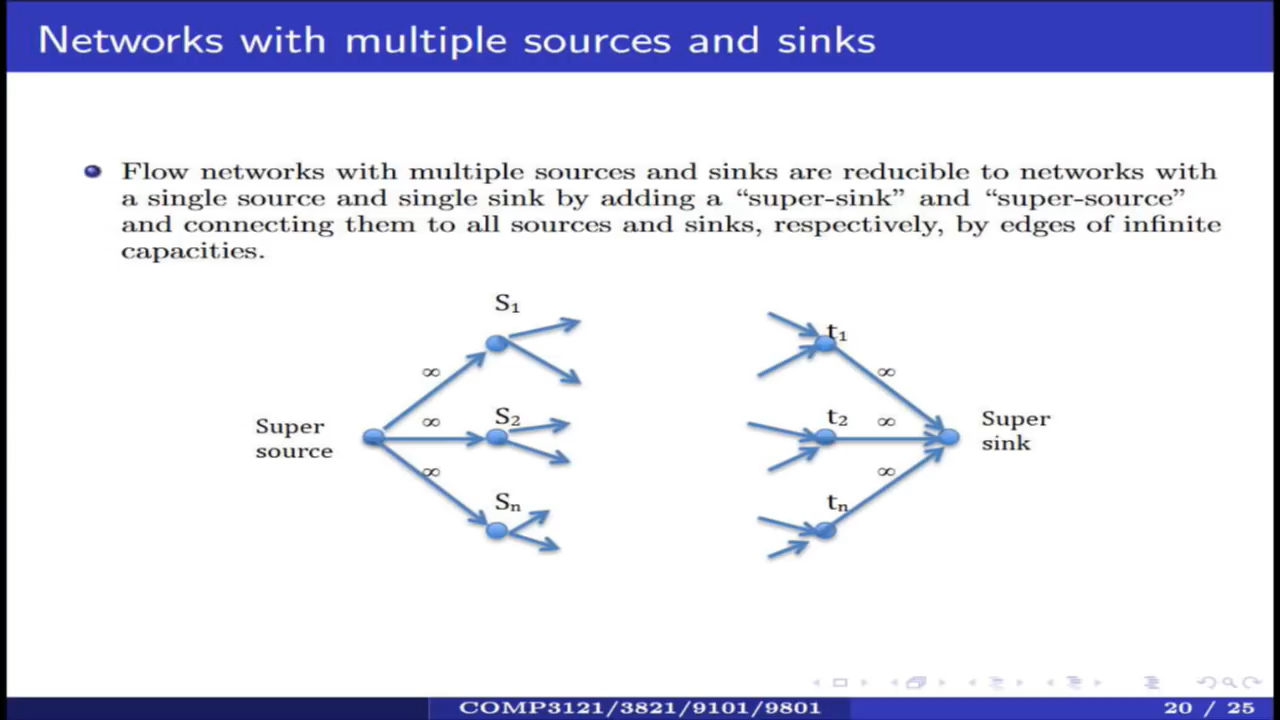 Networks with multiple sources and sinks
Flow networks with multiple sources and sinks are reducible to networks with
a single source and single sink by adding a “super-sink” and “super-source”
and connecting them to all sources and sinks, respectively, by edges of infinite
capacities.
S1
t1
∞
∞
Super
source
∞
S2
t2
∞
Super
sink
∞
Sn
tn
∞
COMP3121/3821/9101/9801
20 / 25